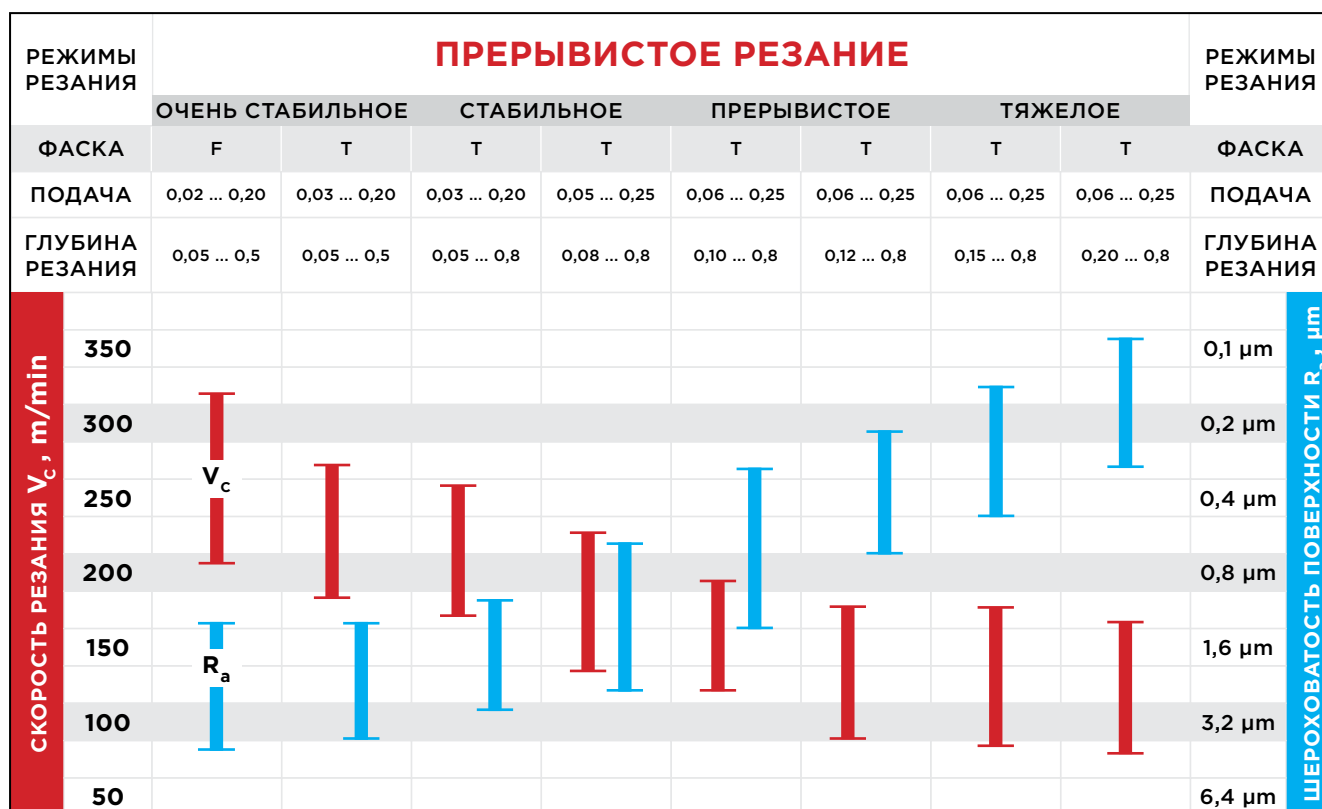 РЕЖИМЫ РЕЗАНИЯ
ПРЕРЫВИСТОЕ РЕЗАНИЕ
РЕЖИМЫ РЕЗАНИЯ
ОЧЕНЬ СТАБИЛЬНОЕ СТАБИЛЬНОЕ ПРЕРЫВИСТОЕ ТЯЖЕЛОЕ
ФАСКА F T T T T T T T ФАСКА
ПОДАЧА 0,02 ... 0,20 0,03 ... 0,20 0,03 ... 0,20 0,05 ... 0,25 0,06 ... 0,25 0,06 ... 0,25 0,06 ... 0,25 0,06 ... 0,25 ПОДАЧА
ГЛУБИНА РЕЗАНИЯ 0,05 ... 0,5 0,05 ... 0,5 0,05 ... 0,8 0,08 ... 0,8 0,10 ... 0,8 0,12 ... 0,8 0,15 ... 0,8 0,20 ... 0,8 ГЛУБИНА РЕЗАНИЯ
СКОРОСТЬ РЕЗАНИЯ Vc , m/min
350 0,1 µm
300 0,2 µm
Vc
250 0,4 µm
200 0,8 µm
150 1,6 µm
Ra
100 3,2 µm
50 6,4 µm
ШЕРОХОВАТОСТЬ ПОВЕРХНОСТИ Ra , µm